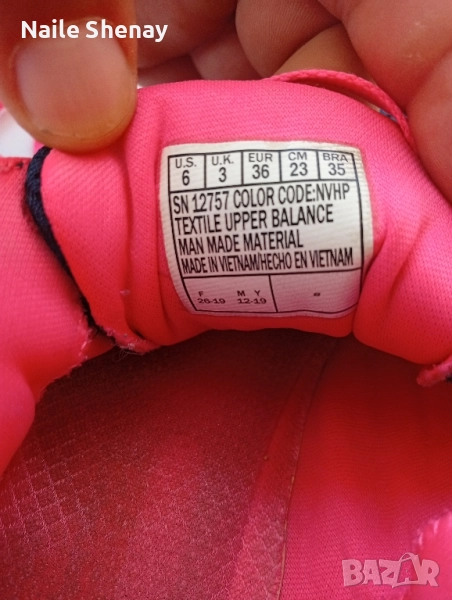 Naile Shenay
U.S. U.K. EUR CM BRA
6 3 36 23 35
SN 12757 COLOR CODE:NVHP
TEXTILE UPPER BALANCE
MAN MADE MATERIAL
MADE IN VIETNAM/HECHO EN VIETNAM
F M Y
26-19 12-19
BAZAR